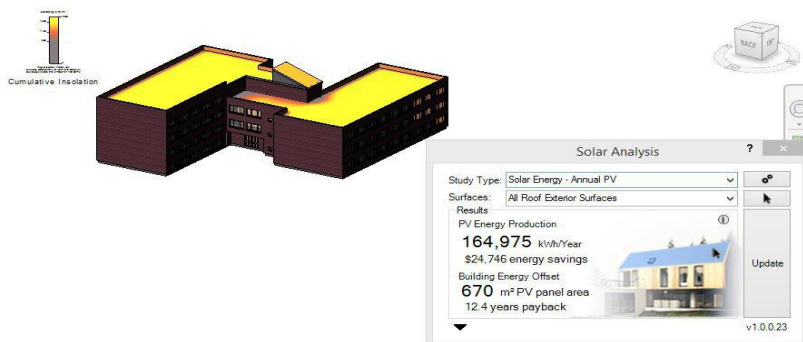 Cumulative Insolation
BACK
Solar Analysis
?
Study Type: Solar Energy - Annual PV
Surfaces: All Roof Exterior Surfaces
Results
PV Energy Production
164,975 kWh/Year
$24,746 energy savings
Building Energy Offset
670 m² PV panel area
12.4 years payback
Update
v1.0.0.23